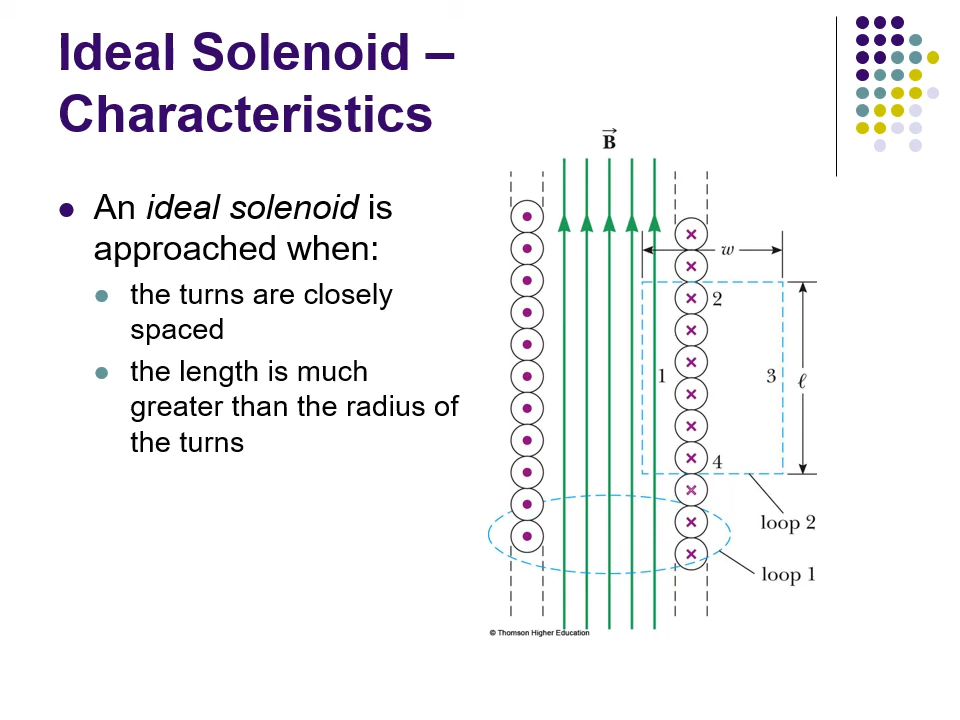 Ideal Solenoid –
Characteristics
An ideal solenoid is
approached when:
the turns are closely
spaced
the length is much
greater than the radius of
the turns
B
w
2
1
3
ℓ
4
loop 2
loop 1
© Thomson Higher Education